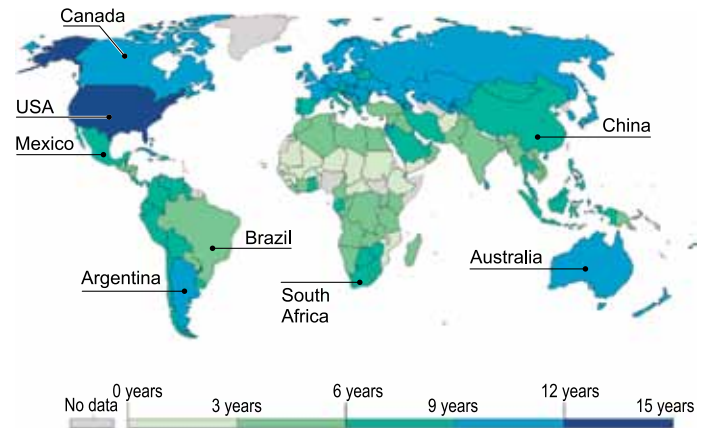 Canada
USA
Mexico
China
Brazil
Australia
Argentina
South
Africa
0 years
6 years
12 years
No data
3 years
9 years
15 years